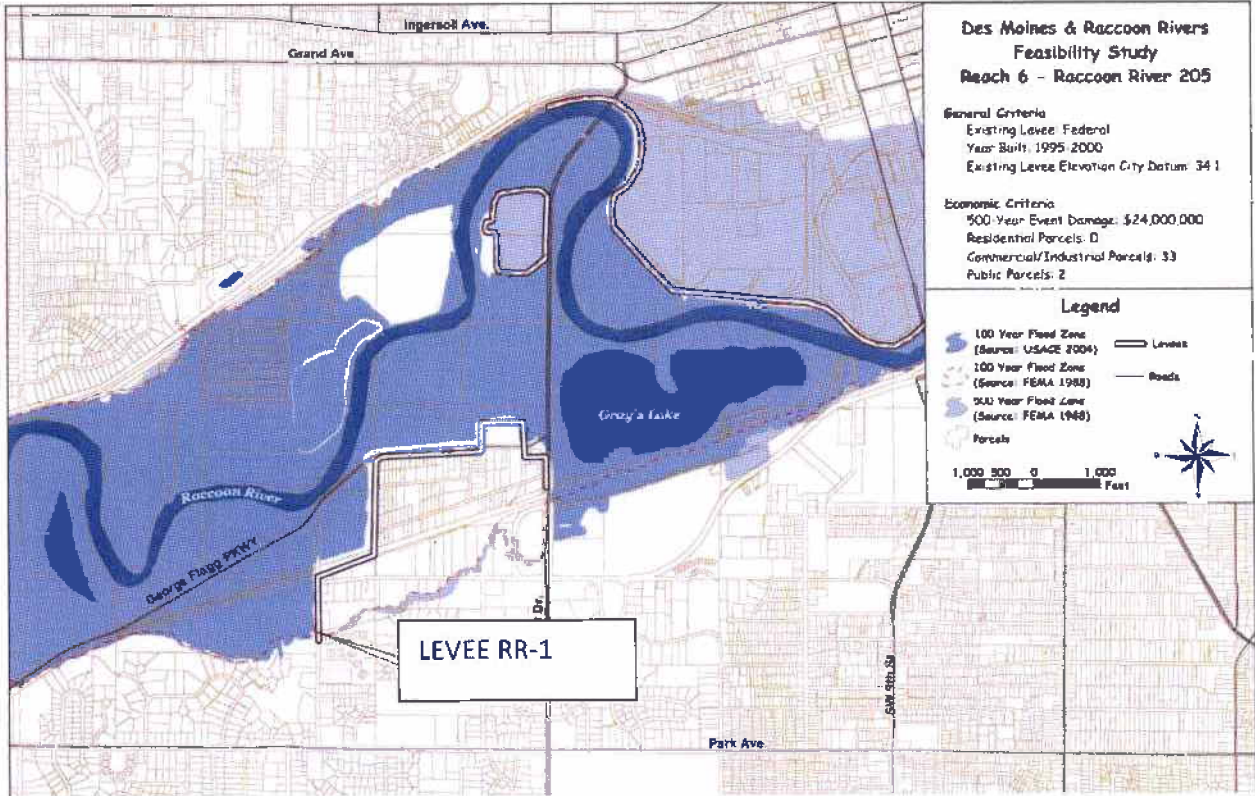 Ingersoll Ave.
Grand Ave
Des Moines & Raccoon Rivers
Feasibility Study
Reach 6 - Raccoon River 205
General Criteria
Existing Levee: Federal
Year Built: 1995-2000
Existing Levee Elevation City Datum: 34.1
Economic Criteria
500-Year Event Damage: $24,000,000
Residential Parcels: 0
Commercial/Industrial Parcels: 33
Public Parcels: 2
Legend
100 Year Flood Zone
(Source: USACE 2004)
Levees
100 Year Flood Zone
(Source: FEMA 1988)
Roads
500 Year Flood Zone
(Source: FEMA 1988)
Parcels
1,000 500 0 1,000
Feet
Gray's Lake
Raccoon River
George Flagg PKWY
Dr.
LEVEE RR-1
SW 9th St
Park Ave